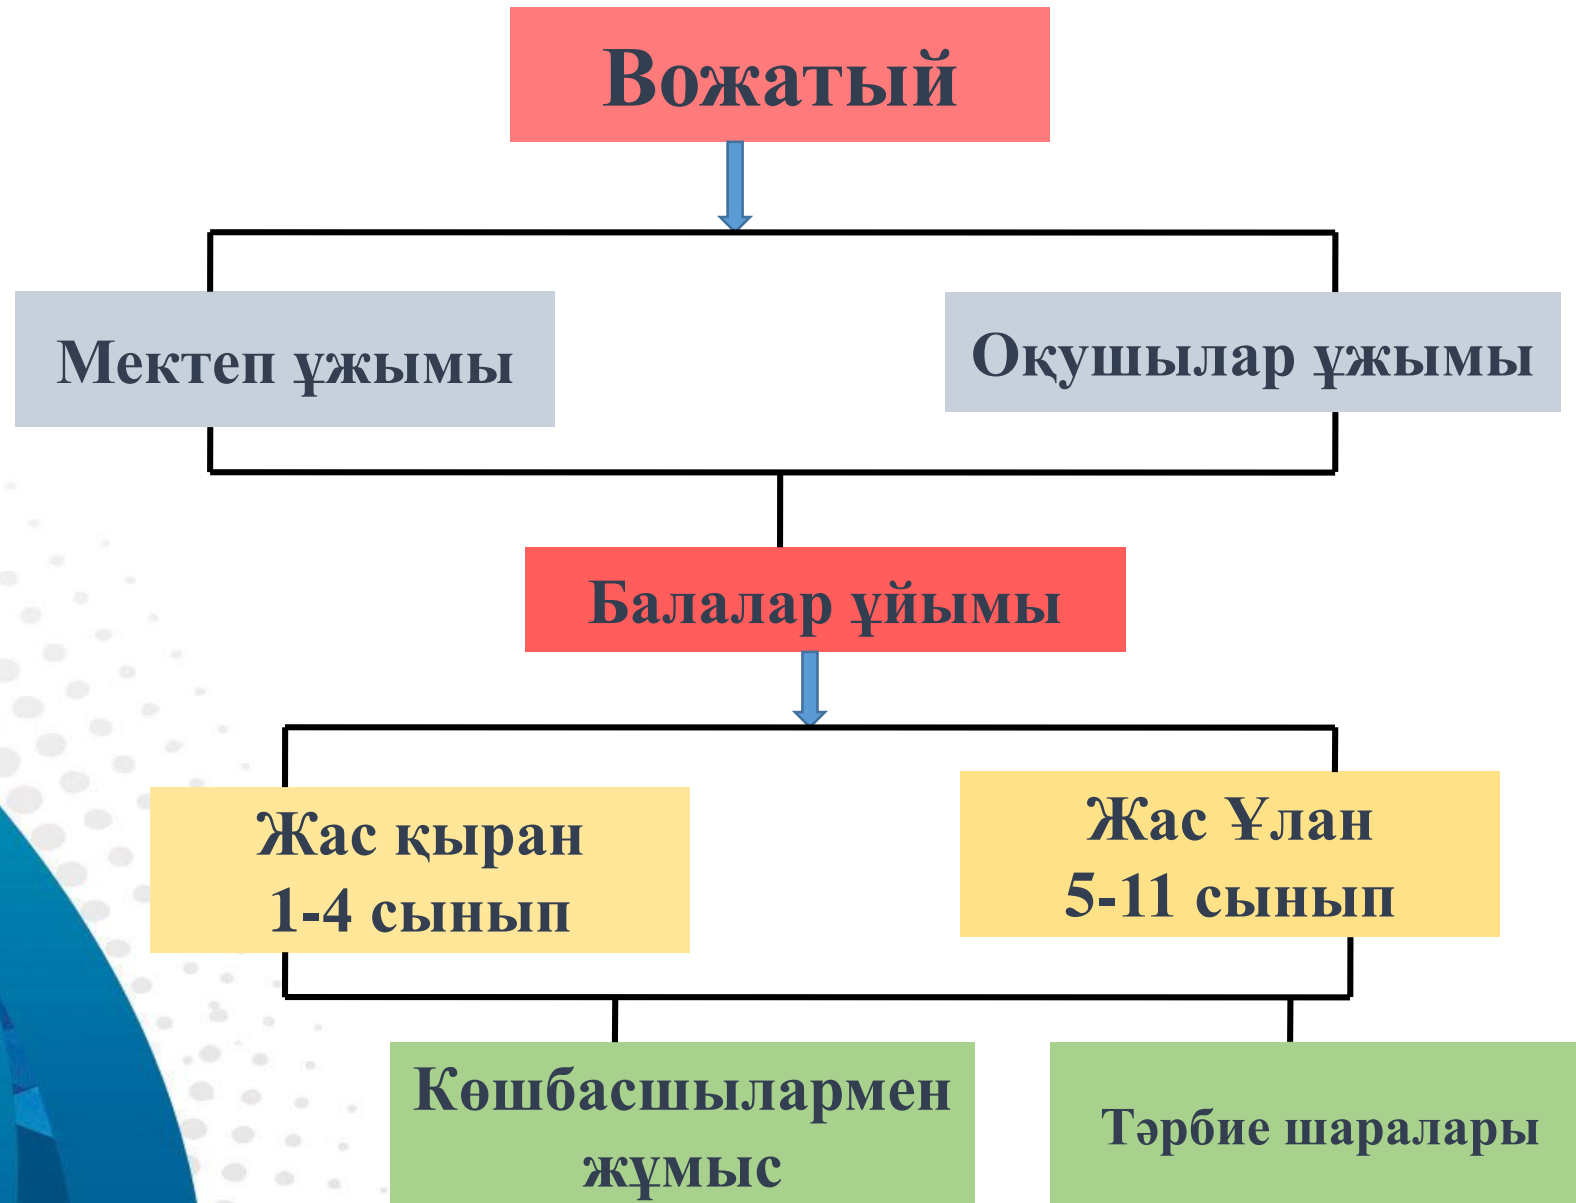 Вожатый
Мектеп ұжымы
Оқушылар ұжымы
Балалар ұйымы
Жас қыран
1-4 сынып
Жас Ұлан
5-11 сынып
Көшбасшылармен
жұмыс
Тәрбие шаралары